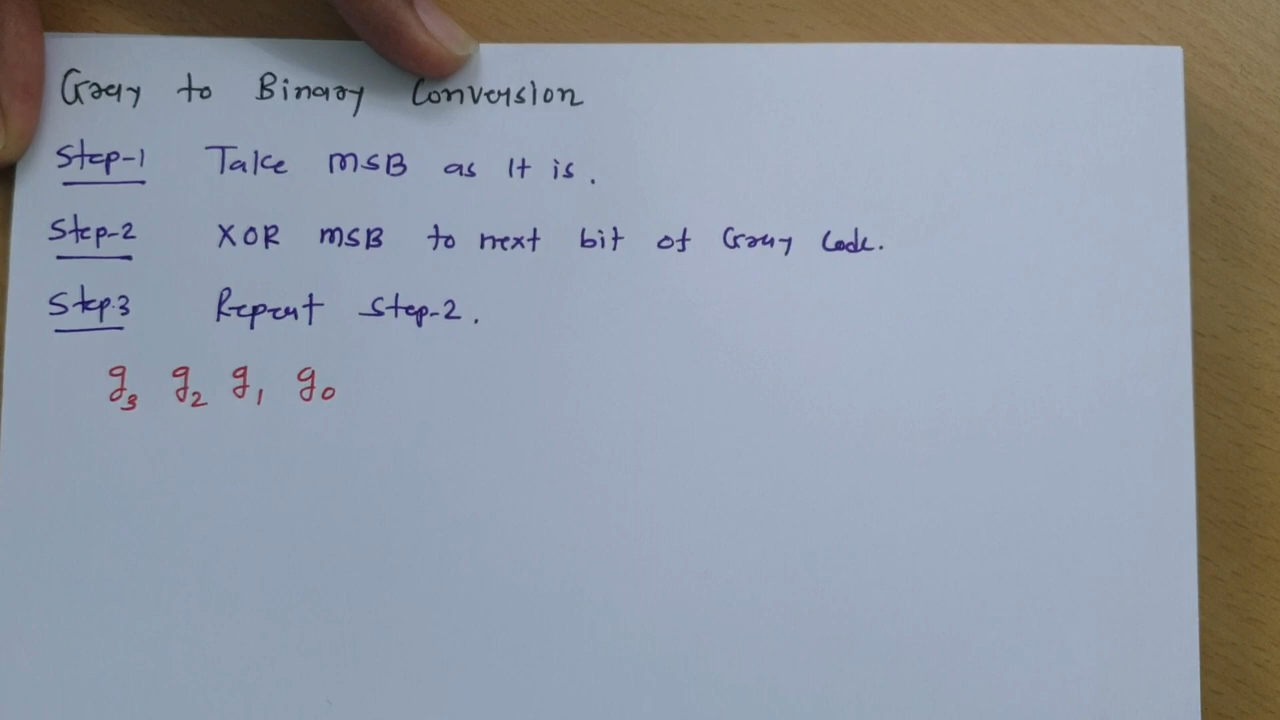 Gray to Binary Conversion
Step-1 Take MSB as It is.
Step-2 XOR MSB to next bit of Gray Code.
Step-3 Repeat Step-2.
g₃ g₂ g₁ g₀